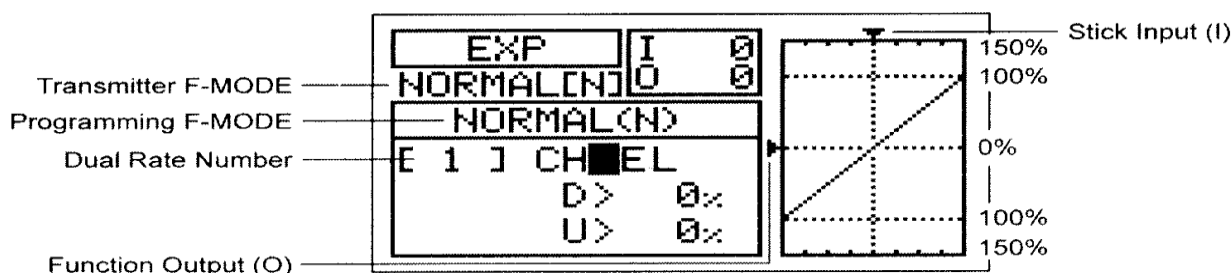 EXP
I 0
O 0
NORMAL[N]
NORMAL(N)
[ 1 ] CH EL
D> 0%
U> 0%
Transmitter F-MODE
Programming F-MODE
Dual Rate Number
Function Output (O)
Stick Input (I)
150%
100%
0%
100%
150%